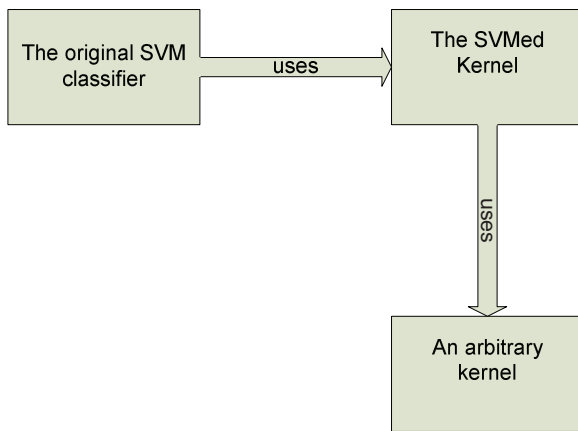 The original SVM
classifier
uses
The SVMed
Kernel
uses
An arbitrary
kernel